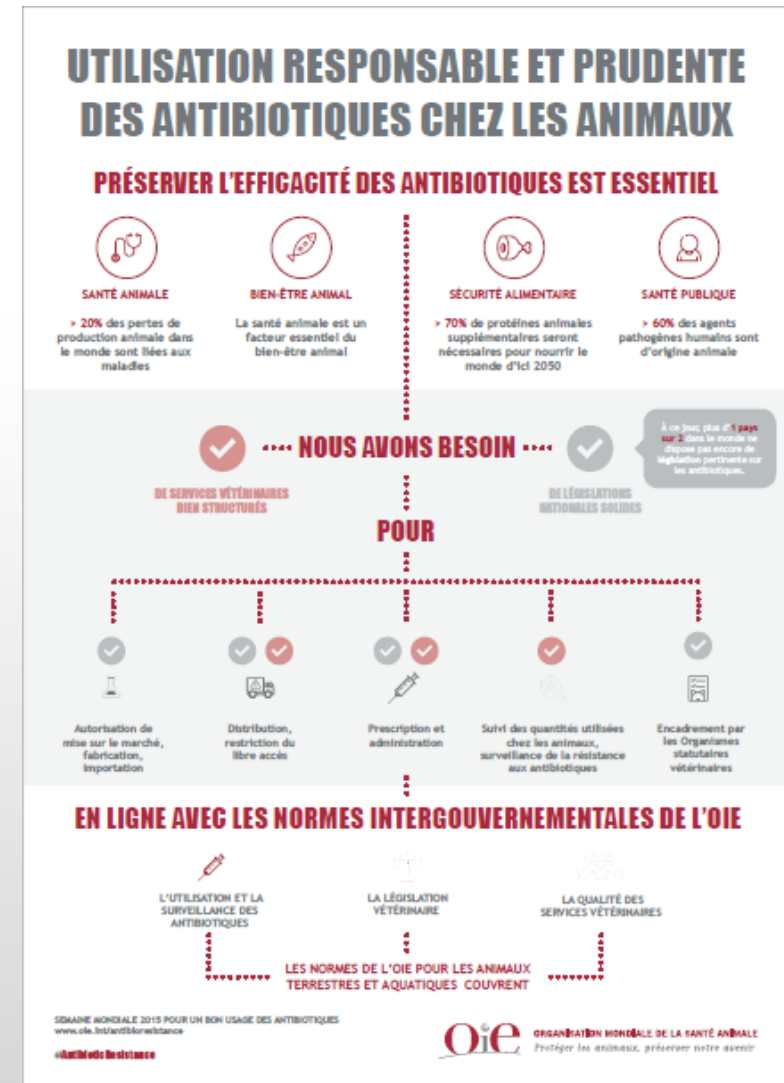 UTILISATION RESPONSABLE ET PRUDENTE
DES ANTIBIOTIQUES CHEZ LES ANIMAUX
PRÉSERVER L'EFFICACITÉ DES ANTIBIOTIQUES EST ESSENTIEL
SANTÉ ANIMALE
> 20% des pertes de
production animale dans
le monde sont liées aux
maladies
BIEN-ÊTRE ANIMAL
La santé animale est un
facteur essentiel du
bien-être animal
SÉCURITÉ ALIMENTAIRE
> 70% de protéines animales
supplémentaires seront
nécessaires pour nourrir le
monde d'ici 2050
SANTÉ PUBLIQUE
> 60% des agents
pathogènes humains sont
d'origine animale
NOUS AVONS BESOIN
DE SERVICES VÉTÉRINAIRES
BIEN STRUCTURÉS
DE LÉGISLATIONS
NATIONALES SOLIDES
À ce jour, plus d'1 pays
sur 2 dans le monde ne
dispose pas encore de
législation pertinente sur
les antibiotiques.
POUR
Autorisation de
mise sur le marché,
fabrication,
importation
Distribution,
restriction du
libre accès
Prescription et
administration
Suivi des quantités utilisées
chez les animaux,
surveillance de la résistance
aux antibiotiques
Encadrement par
les Organismes
statutaires
vétérinaires
EN LIGNE AVEC LES NORMES INTERGOUVERNEMENTALES DE L'OIE
L'UTILISATION ET LA
SURVEILLANCE DES
ANTIBIOTIQUES
LA LÉGISLATION
VÉTÉRINAIRE
LA QUALITÉ DES
SERVICES VÉTÉRINAIRES
LES NORMES DE L'OIE POUR LES ANIMAUX
TERRESTRES ET AQUATIQUES COUVRENT
SEMAINE MONDIALE 2015 POUR UN BON USAGE DES ANTIBIOTIQUES
www.oie.int/antibioresistance
#AntibioticResistance
Oie
ORGANISATION MONDIALE DE LA SANTÉ ANIMALE
Protéger les animaux, préserver notre avenir